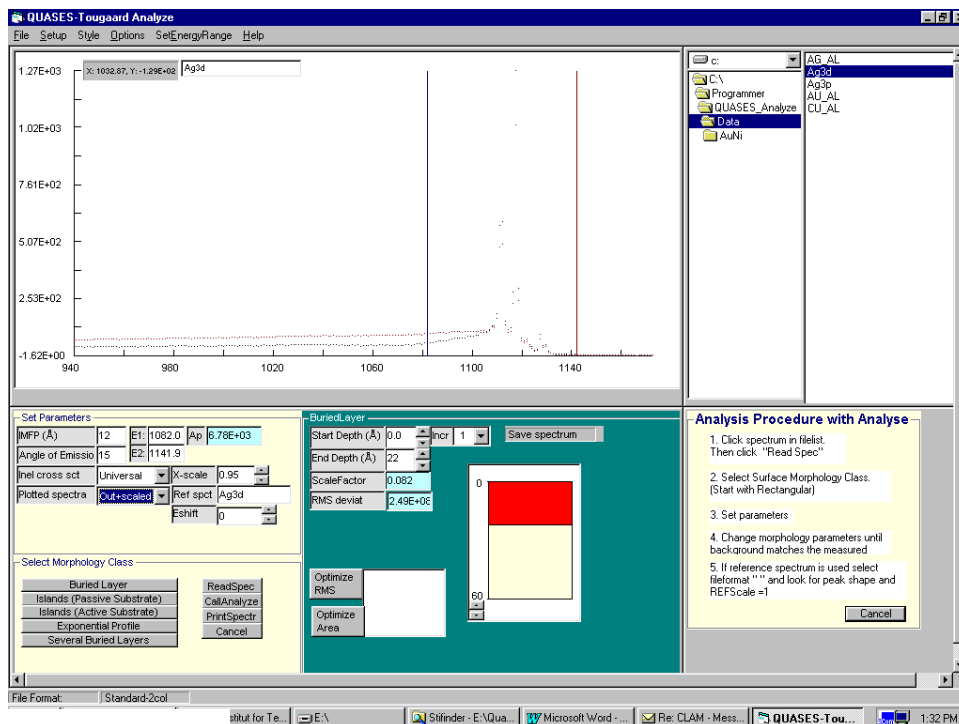 QUASES-Tougaard Analyze
File Setup Style Options SetEnergyRange Help
X: 1032.87, Y: -1.29E+02
Ag3d
1.27E+03
1.02E+03
7.61E+02
5.07E+02
2.53E+02
-1.62E+00
940 980 1020 1060 1100 1140
c:
C:\
Programmer
QUASES_Analyze
Data
AuNi
AG_AL
Ag3d
Ag3p
AU_AL
CU_AL
Set Parameters
IMFP (Å) 12 E1: 1082.0 Ap 6.78E+03
Angle of Emissio 15 E2: 1141.9
Inel cross sct Universal X-scale 0.95
Plotted spectra Out+scaled Ref spct Ag3d
Eshift 0
Select Morphology Class
Buried Layer
Islands (Passive Substrate)
Islands (Active Substrate)
Exponential Profile
Several Buried Layers
ReadSpec
CallAnalyze
PrintSpectr
Cancel
BuriedLayer
Start Depth (Å) 0.0 Incr 1 Save spectrum
End Depth (Å) 22
ScaleFactor 0.082
RMS deviat 2.49E+08
0
60
Optimize
RMS
Optimize
Area
Analysis Procedure with Analyse
1. Click spectrum in filelist.
Then click "Read Spec"
2. Select Surface Morphology Class.
(Start with Rectangular)
3. Set parameters
4. Change morphology parameters until
background matches the measured
5. If reference spectrum is used select
fileformat " " and look for peak shape and
REFScale =1
Cancel
File Format: Standard-2col
stitut for Te... E:\ Stifinder - E:\Qua... Microsoft Word - ... Re: CLAM - Mess... QUASES-Tou... 1:32 PM